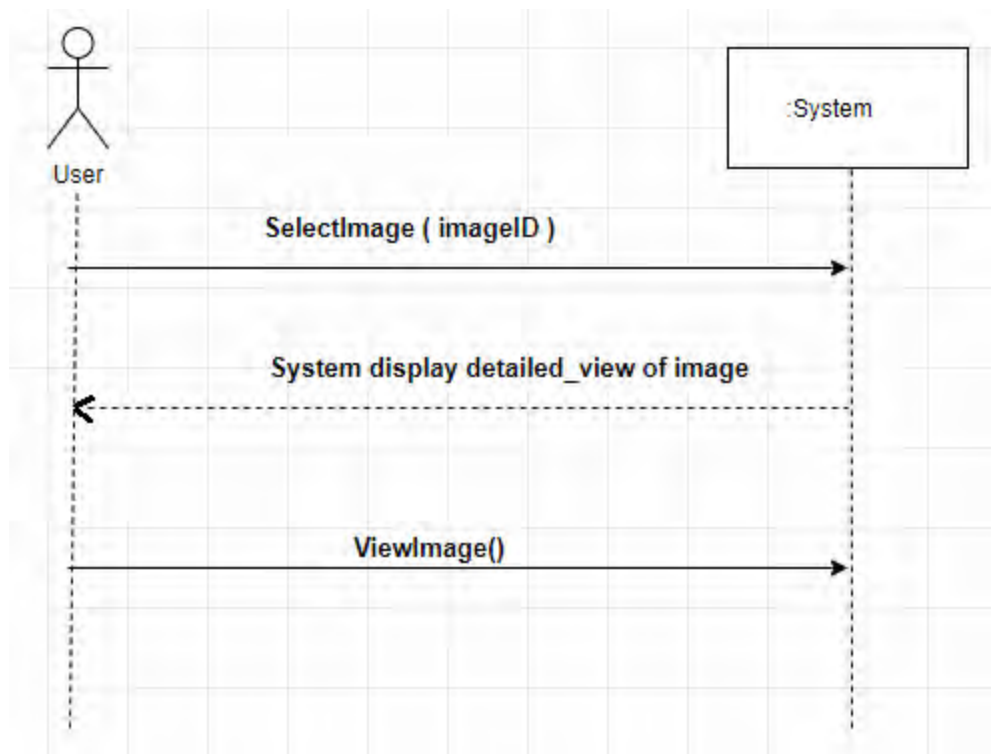 User
:System
SelectImage ( imageID )
System display detailed_view of image
ViewImage()